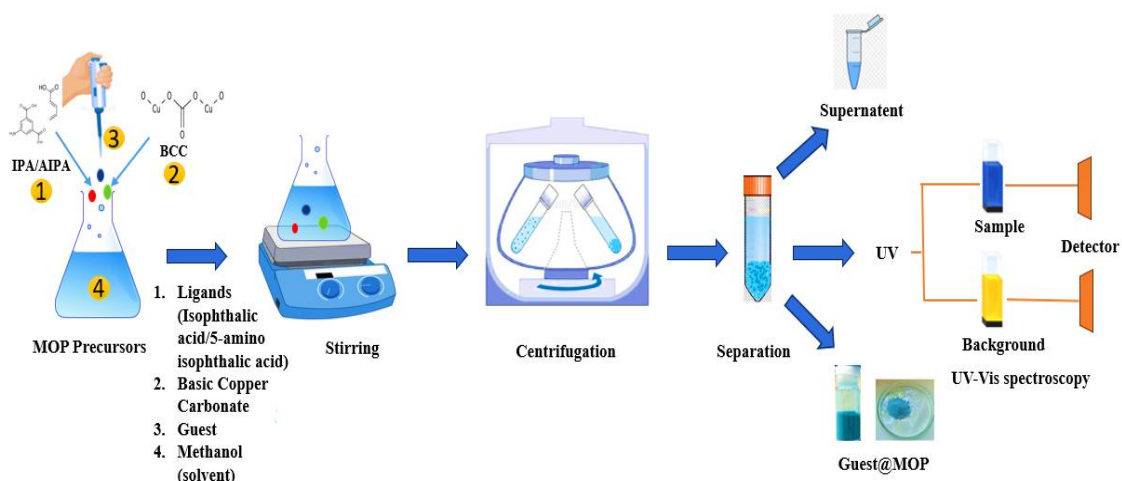 IPA/AIPA
1
3
BCC
2
4
MOP Precursors
1. Ligands
(Isophthalic
acid/5-amino
isophthalic acid)
2. Basic Copper
Carbonate
3. Guest
4. Methanol
(solvent)
Stirring
Centrifugation
Separation
Supernatent
UV
Sample
Detector
Background
UV-Vis spectroscopy
Guest@MOP